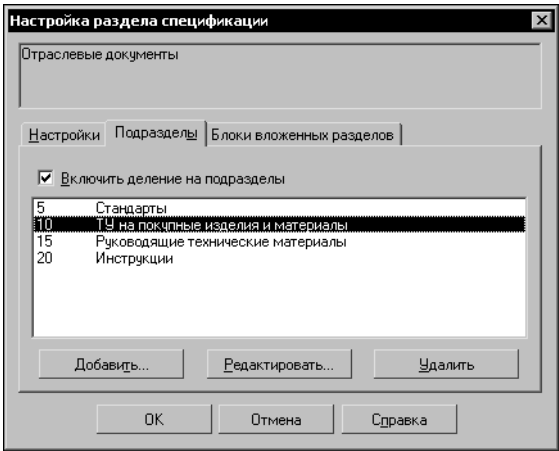 Настройка раздела спецификации
Отраслевые документы
Настройки Подразделы Блоки вложенных разделов
Включить деление на подразделы
5 Стандарты
10 ТУ на покупные изделия и материалы
15 Руководящие технические материалы
20 Инструкции
Добавить... Редактировать... Удалить
OK Отмена Справка